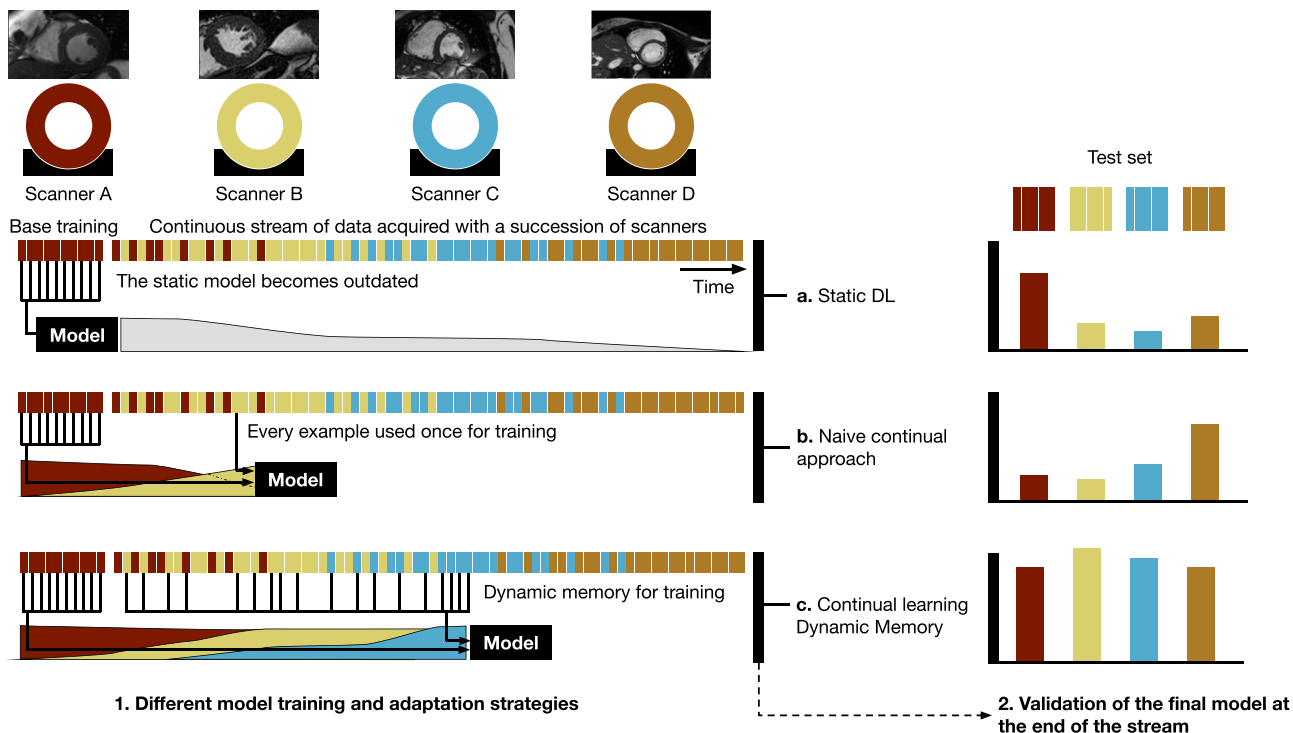 Scanner A
Scanner B
Scanner C
Scanner D
Test set
Base training
Continuous stream of data acquired with a succession of scanners
The static model becomes outdated
Time
a. Static DL
Model
Every example used once for training
b. Naive continual
approach
Model
Dynamic memory for training
c. Continual learning
Dynamic Memory
Model
1. Different model training and adaptation strategies
2. Validation of the final model at
the end of the stream